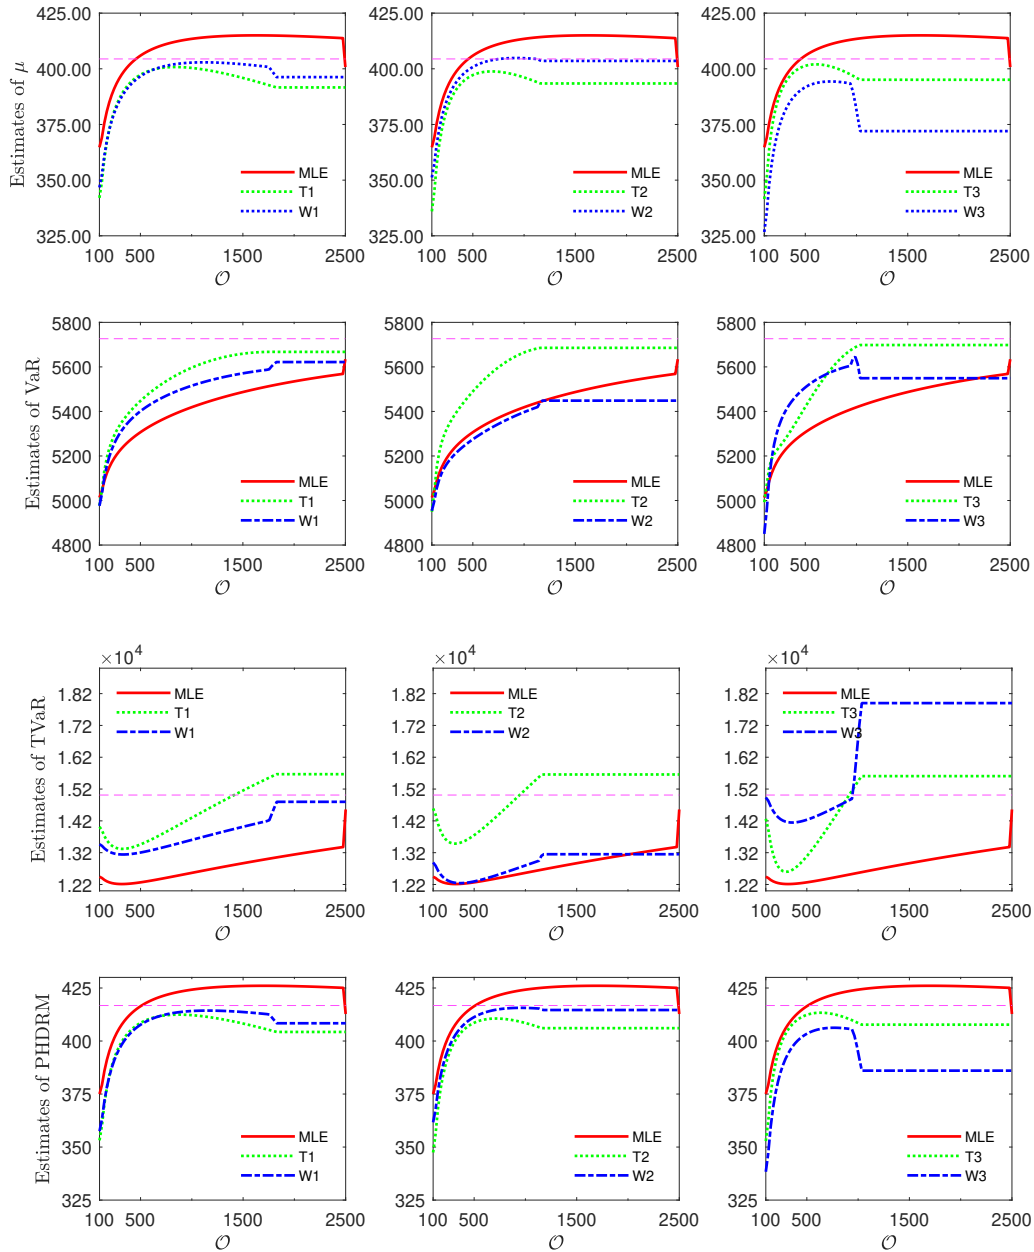 Estimates of μ
425.00
400.00
375.00
350.00
325.00
MLE
T1
W1
100 500 1500 2500
𝒪
425.00
400.00
375.00
350.00
325.00
MLE
T2
W2
100 500 1500 2500
𝒪
425.00
400.00
375.00
350.00
325.00
MLE
T3
W3
100 500 1500 2500
𝒪
Estimates of VaR
5800
5600
5400
5200
5000
4800
MLE
T1
W1
100 500 1500 2500
𝒪
5800
5600
5400
5200
5000
4800
MLE
T2
W2
100 500 1500 2500
𝒪
5800
5600
5400
5200
5000
4800
MLE
T3
W3
100 500 1500 2500
𝒪
Estimates of TVaR
×10⁴
1.82
1.72
1.62
1.52
1.42
1.32
1.22
MLE
T1
W1
100 500 1500 2500
𝒪
×10⁴
1.82
1.72
1.62
1.52
1.42
1.32
1.22
MLE
T2
W2
100 500 1500 2500
𝒪
×10⁴
1.82
1.72
1.62
1.52
1.42
1.32
1.22
MLE
T3
W3
100 500 1500 2500
𝒪
Estimates of PHDRM
425
400
375
350
325
MLE
T1
W1
100 500 1500 2500
𝒪
425
400
375
350
325
MLE
T2
W2
100 500 1500 2500
𝒪
425
400
375
350
325
MLE
T3
W3
100 500 1500 2500
𝒪